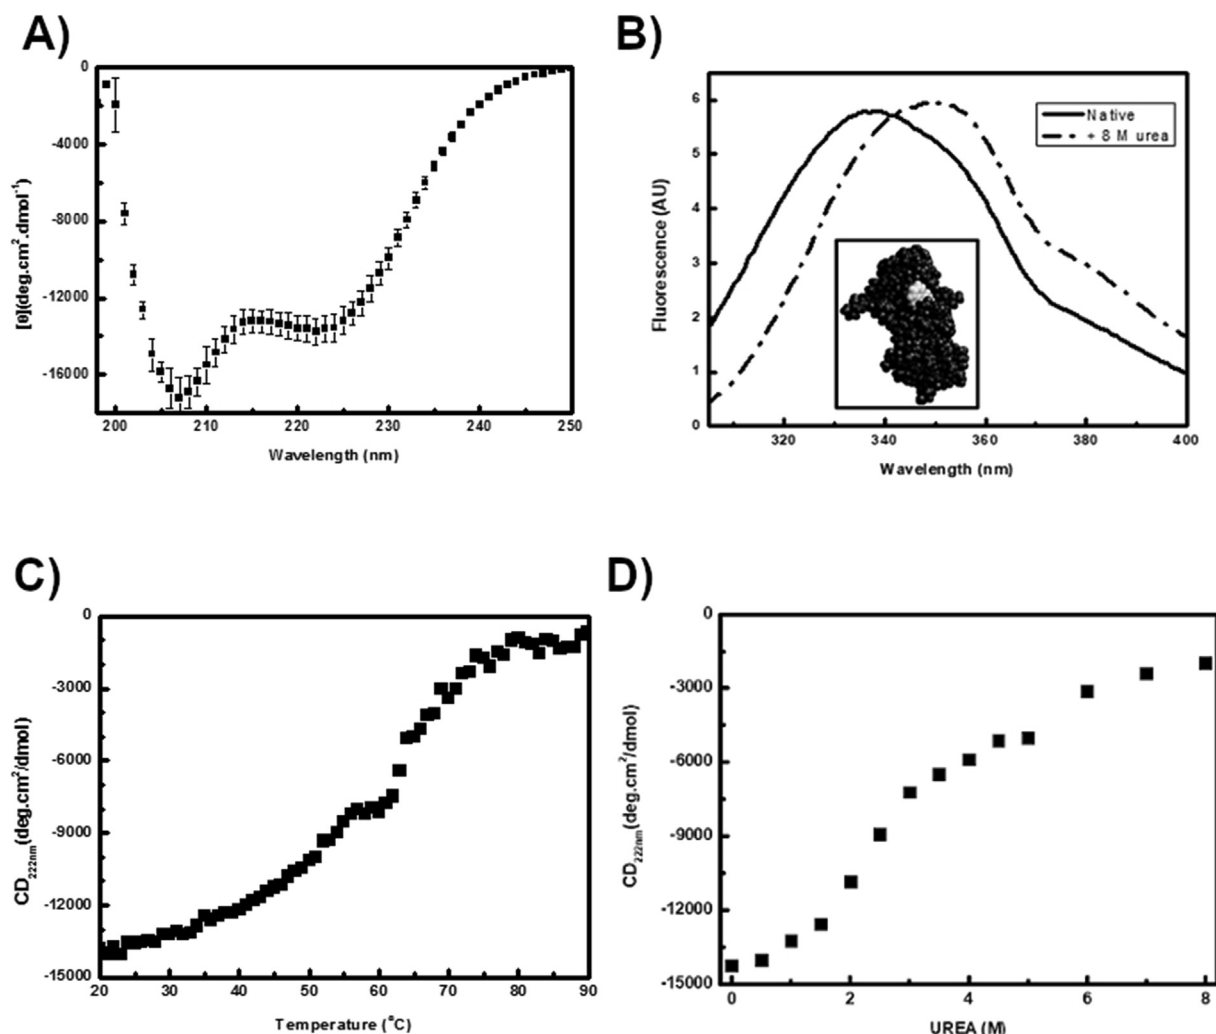 A)
0
-4000
-8000
-12000
-16000
[θ](deg.cm².dmol⁻¹)
200 210 220 230 240 250
Wavelength (nm)
B)
6
5
4
3
2
1
0
Fluorescence (AU)
Native
+ 8 M urea
320 340 360 380 400
Wavelength (nm)
C)
0
-3000
-6000
-9000
-12000
-15000
CD₂₂₂nm(deg.cm²/dmol)
20 30 40 50 60 70 80 90
Temperature (°C)
D)
0
-3000
-6000
-9000
-12000
-15000
CD₂₂₂nm(deg.cm²/dmol)
0 2 4 6 8
UREA (M)